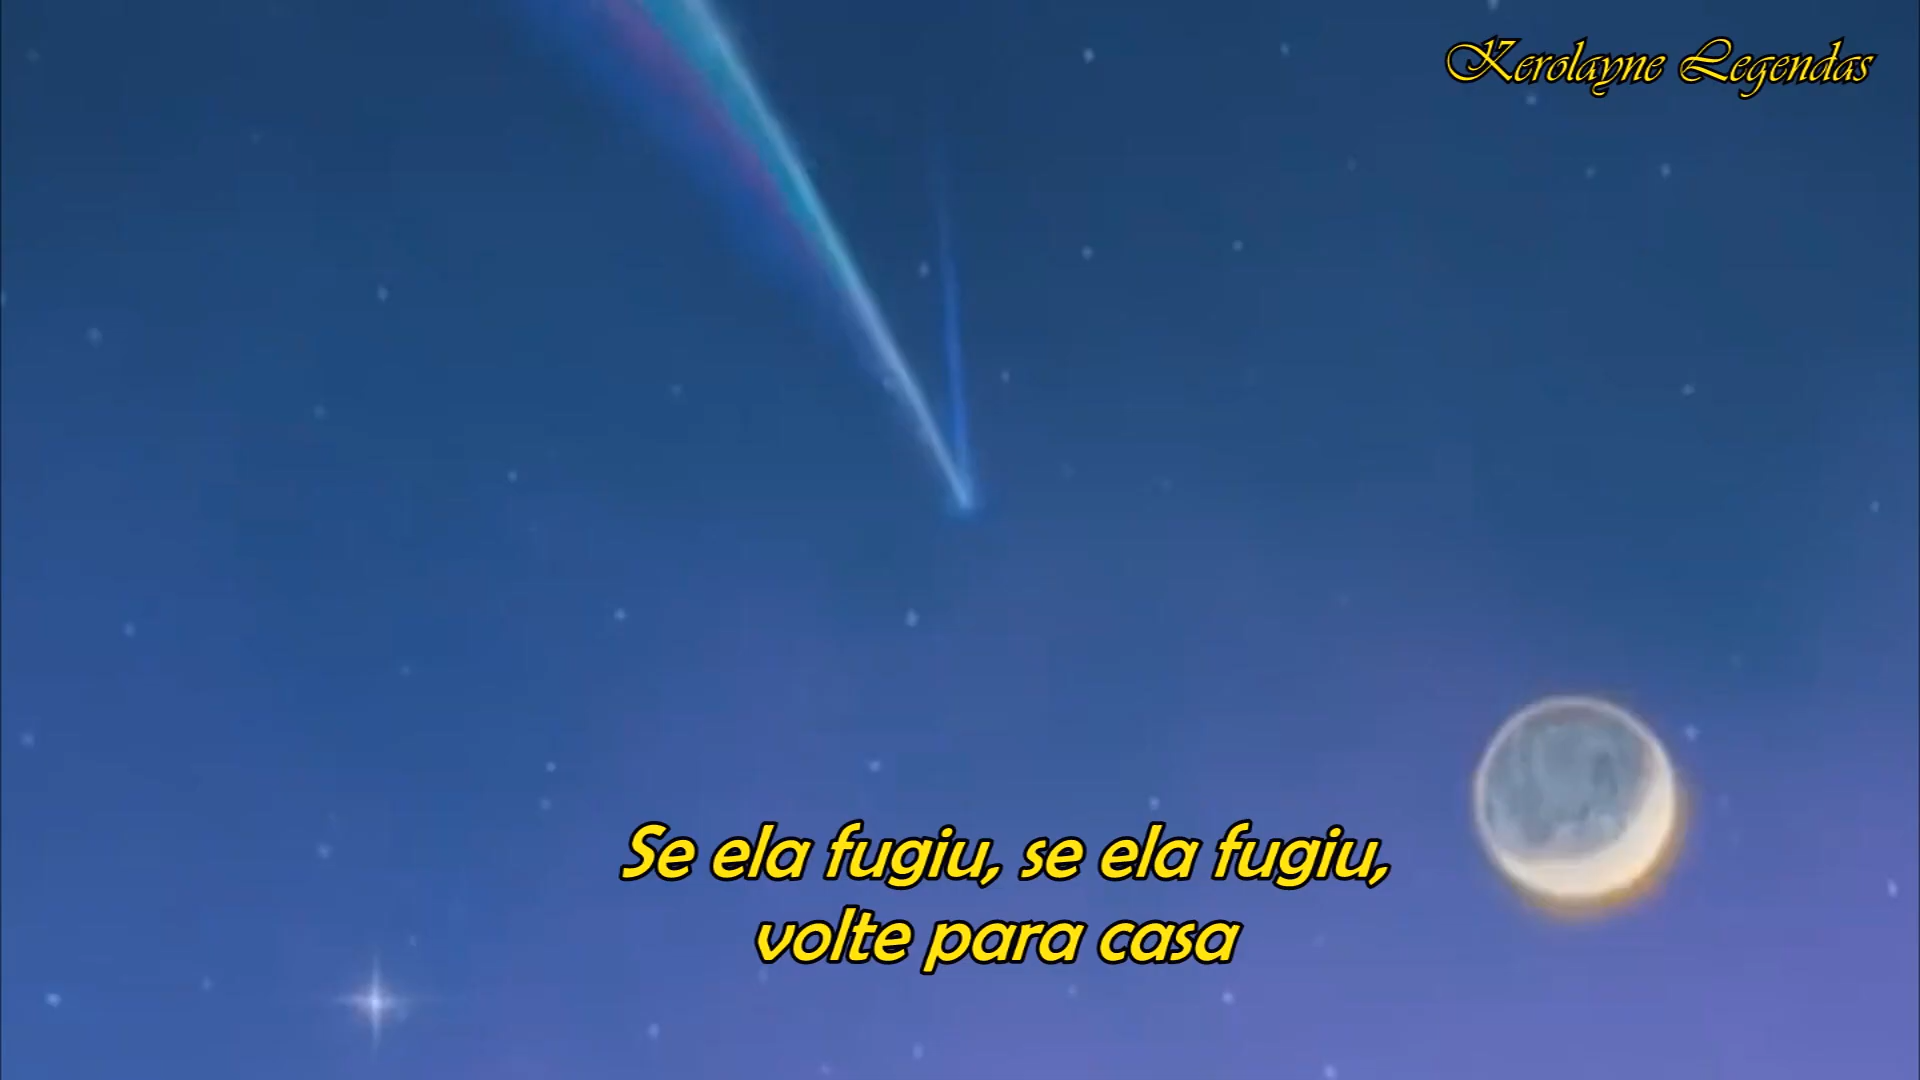 Kerolayne Legendas
Se ela fugiu, se ela fugiu,
volte para casa